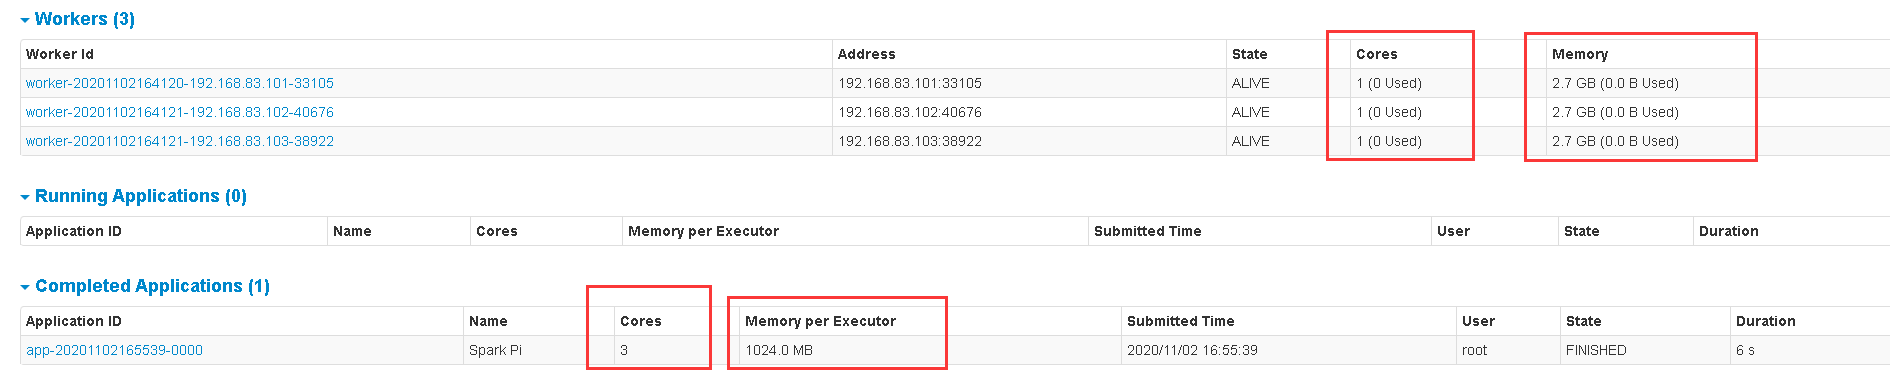 Workers (3)
Worker Id Address State Cores Memory
worker-20201102164120-192.168.83.101-33105 192.168.83.101:33105 ALIVE 1 (0 Used) 2.7 GB (0.0 B Used)
worker-20201102164121-192.168.83.102-40676 192.168.83.102:40676 ALIVE 1 (0 Used) 2.7 GB (0.0 B Used)
worker-20201102164121-192.168.83.103-38922 192.168.83.103:38922 ALIVE 1 (0 Used) 2.7 GB (0.0 B Used)
Running Applications (0)
Application ID Name Cores Memory per Executor Submitted Time User State Duration
Completed Applications (1)
Application ID Name Cores Memory per Executor Submitted Time User State Duration
app-20201102165539-0000 Spark Pi 3 1024.0 MB 2020/11/02 16:55:39 root FINISHED 6 s